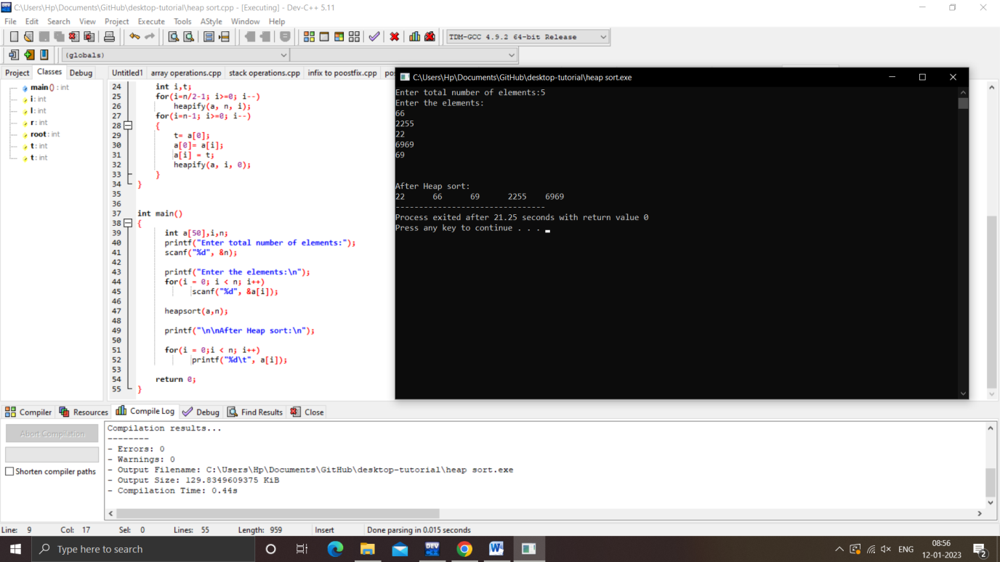 C:\Users\Hp\Documents\GitHub\desktop-tutorial\heap sort.cpp - [Executing] - Dev-C++ 5.11
File Edit Search View Project Execute Tools AStyle Window Help
TDM-GCC 4.9.2 64-bit Release
(globals)
Project Classes Debug
main() : int
i : int
l : int
r : int
root : int
t : int
t : int
Untitled1 array operations.cpp stack operations.cpp infix to poostfix.cpp
24 int i,t;
25 for(i=n/2-1; i>=0; i--)
26 heapify(a, n, i);
27 for(i=n-1; i>=0; i--)
28 {
29 t= a[0];
30 a[0]= a[i];
31 a[i] = t;
32 heapify(a, i, 0);
33 }
34 }
35
36
37 int main()
38 {
39 int a[50],i,n;
40 printf("Enter total number of elements:");
41 scanf("%d", &n);
42
43 printf("Enter the elements:\n");
44 for(i = 0; i < n; i++)
45 scanf("%d", &a[i]);
46
47 heapsort(a,n);
48
49 printf("\n\nAfter Heap sort:\n");
50
51 for(i = 0;i < n; i++)
52 printf("%d\t", a[i]);
53
54 return 0;
55 }
C:\Users\Hp\Documents\GitHub\desktop-tutorial\heap sort.exe
Enter total number of elements:5
Enter the elements:
66
2255
22
6969
69
After Heap sort:
22 66 69 2255 6969
--------------------------------
Process exited after 21.25 seconds with return value 0
Press any key to continue . . .
Compiler Resources Compile Log Debug Find Results Close
Abort Compilation
Shorten compiler paths
Compilation results...
--------
- Errors: 0
- Warnings: 0
- Output Filename: C:\Users\Hp\Documents\GitHub\desktop-tutorial\heap sort.exe
- Output Size: 129.8349609375 KiB
- Compilation Time: 0.44s
Line: 9 Col: 17 Sel: 0 Lines: 55 Length: 959 Insert Done parsing in 0.015 seconds
Type here to search
DEV C++
W
ENG
08:56
12-01-2023
2